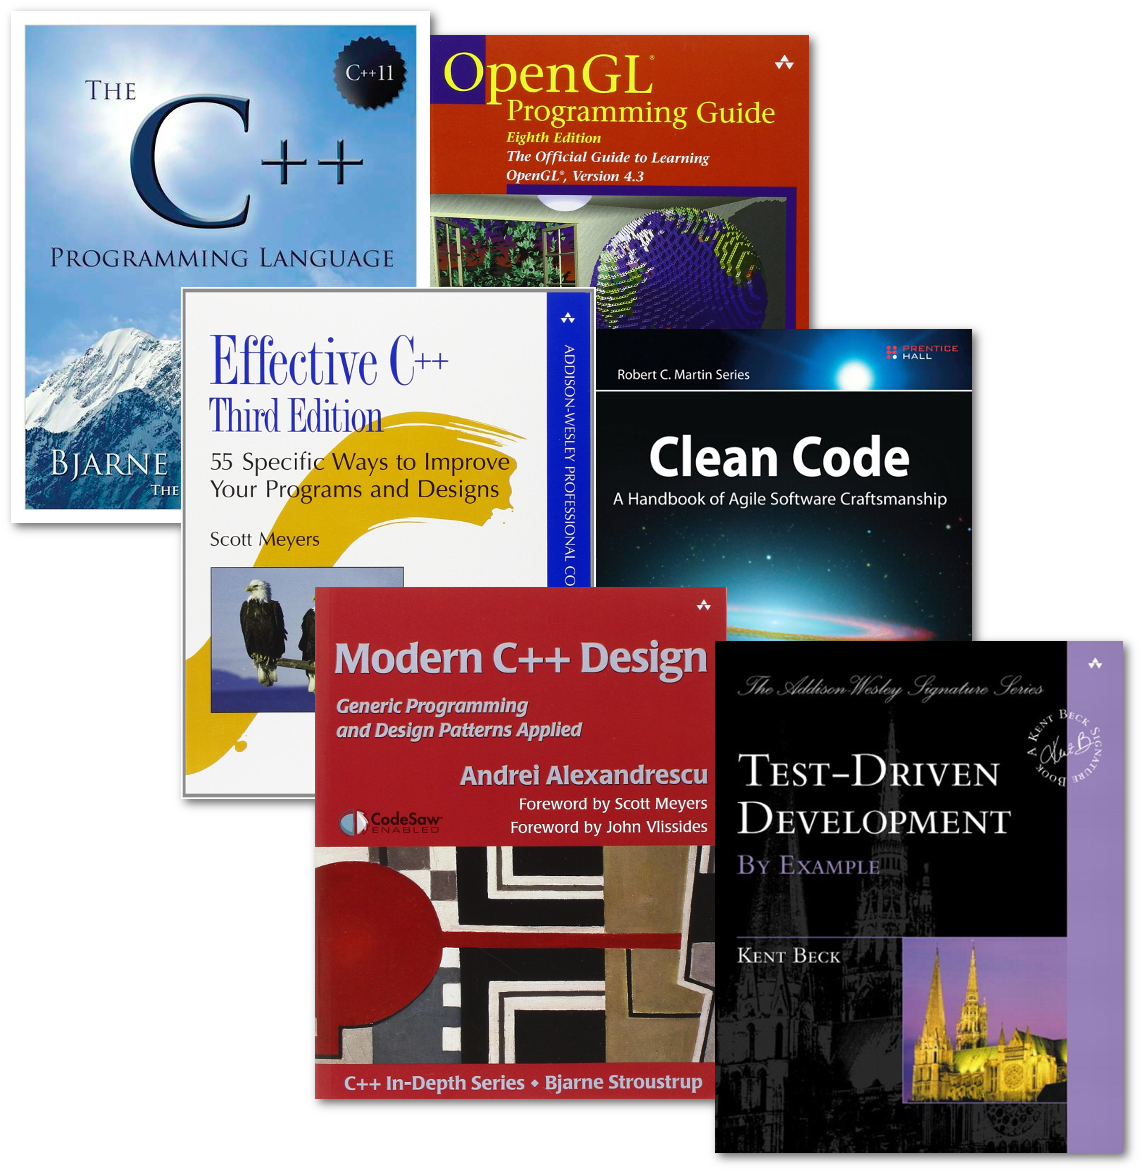 THE
C++
PROGRAMMING LANGUAGE
C++11
BJARNE
THE
OpenGL®
Programming Guide
Eighth Edition
The Official Guide to Learning
OpenGL®, Version 4.3
Effective C++
Third Edition
55 Specific Ways to Improve
Your Programs and Designs
Scott Meyers
ADDISON-WESLEY PROFESSIONAL CO
PRENTICE
HALL
Robert C. Martin Series
Clean Code
A Handbook of Agile Software Craftsmanship
Modern C++ Design
Generic Programming
and Design Patterns Applied
Andrei Alexandrescu
Foreword by Scott Meyers
Foreword by John Vlissides
CodeSaw™
ENABLED
C++ In-Depth Series ◆ Bjarne Stroustrup
The Addison-Wesley Signature Series
A KENT BECK SIGNATURE BOOK
TEST-DRIVEN
DEVELOPMENT
BY EXAMPLE
KENT BECK